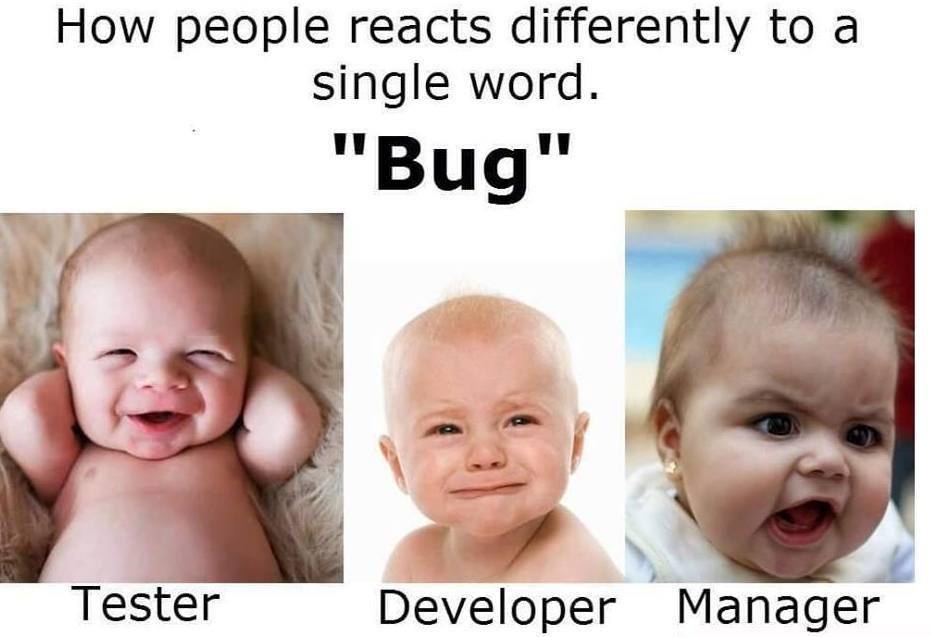 How people reacts differently to a
single word.
"Bug"
Tester
Developer
Manager